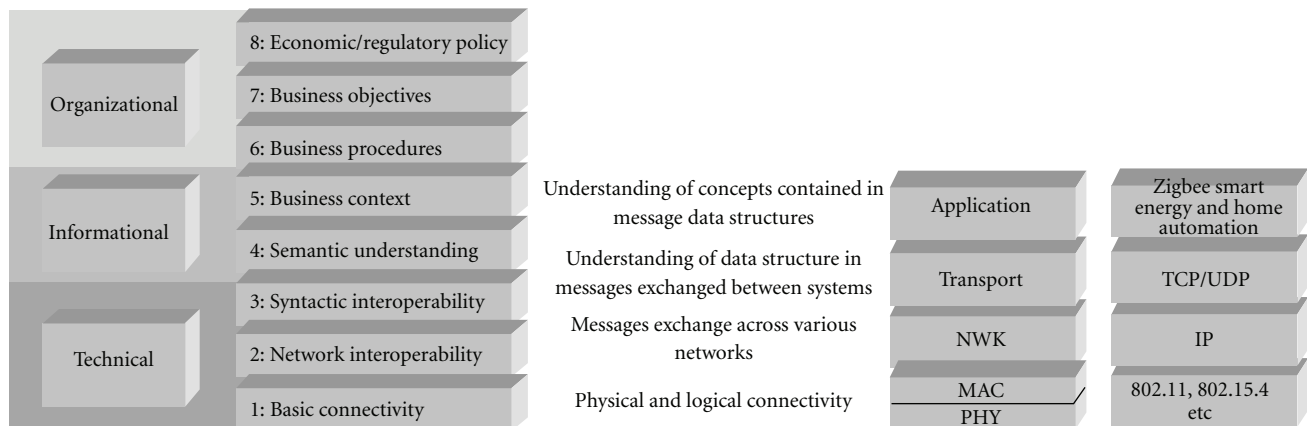 Organizational
Informational
Technical
8: Economic/regulatory policy
7: Business objectives
6: Business procedures
5: Business context
4: Semantic understanding
3: Syntactic interoperability
2: Network interoperability
1: Basic connectivity
Understanding of concepts contained in
message data structures
Understanding of data structure in
messages exchanged between systems
Messages exchange across various
networks
Physical and logical connectivity
Application
Transport
NWK
MAC
PHY
Zigbee smart
energy and home
automation
TCP/UDP
IP
802.11, 802.15.4
etc